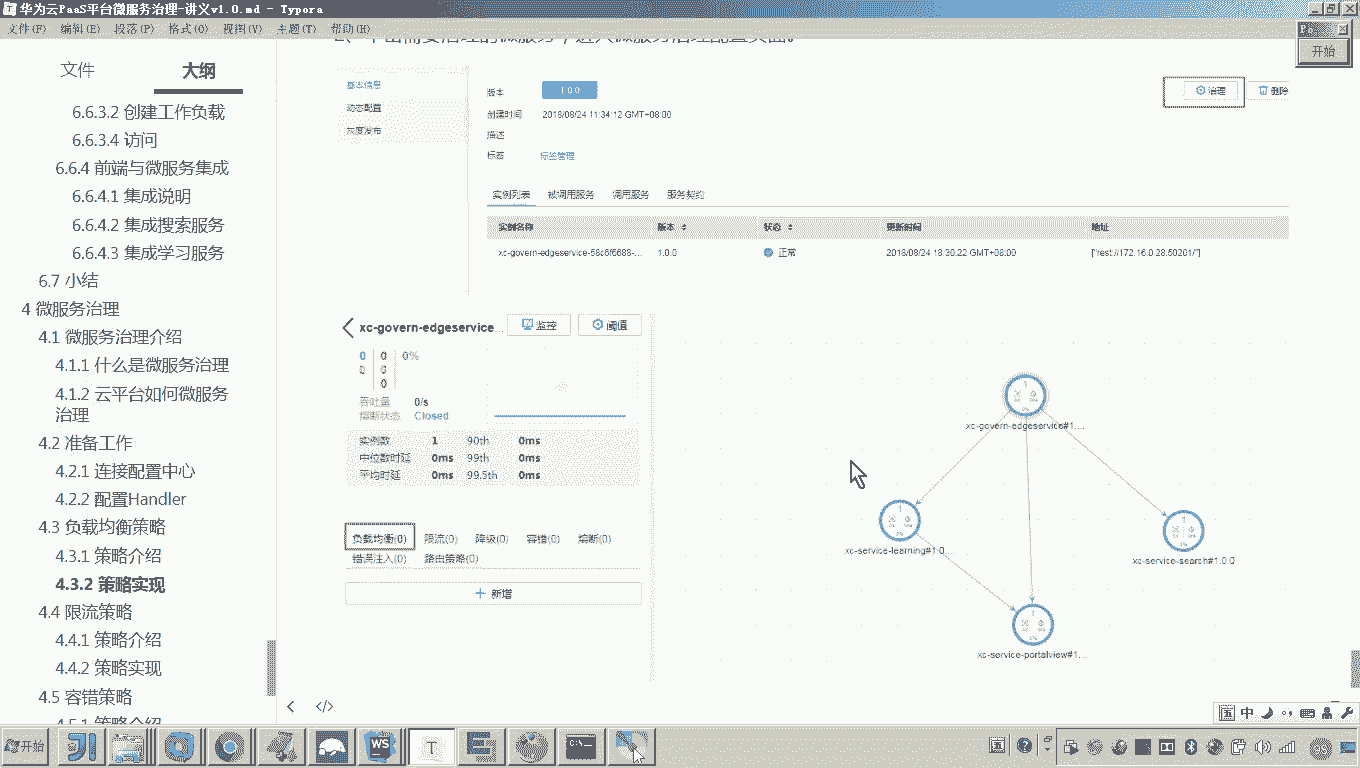 华为云PaaS平台微服务治理-讲义v1.0.md - Typora
文件(F) 编辑(E) 段落(P) 格式(O) 视图(V) 主题(T) 帮助(H)
开始
文件 大纲
6.6.3.2 创建工作负载
6.6.3.4 访问
6.6.4 前端与微服务集成
6.6.4.1 集成说明
6.6.4.2 集成搜索服务
6.6.4.3 集成学习服务
6.7 小结
4 微服务治理
4.1 微服务治理介绍
4.1.1 什么是微服务治理
4.1.2 云平台如何微服务
治理
4.2 准备工作
4.2.1 连接配置中心
4.2.2 配置Handler
4.3 负载均衡策略
4.3.1 策略介绍
4.3.2 策略实现
4.4 限流策略
4.4.1 策略介绍
4.4.2 策略实现
4.5 容错策略
4.5.1 策略介绍
基本信息
动态配置
灰度发布
版本 1.0.0
治理 删除
创建时间 2018/08/24 11:34:12 GMT+08:00
描述
标签 标签管理
实例列表 被调用服务 调用服务 服务契约
实例名称 版本 状态 更新时间 地址
xc-govern-edgeservice-58c6f6688-... 1.0.0 正常 2018/08/24 18:30:22 GMT+08:00 ["rest://172.16.0.28:50201/"]
xc-govern-edgeservice... 监控 阈值
0 0 0%
0 0
0
吞吐量 0/s
熔断状态 Closed
实例数 1 90th 0ms
中位数时延 0ms 99th 0ms
平均时延 0ms 99.5th 0ms
负载均衡(0) 限流(0) 降级(0) 容错(0) 熔断(0)
错误注入(0) 路由策略(0)
新增
xc-govern-edgeservice#1....
xc-service-learning#1.0....
xc-service-search#1.0.0
xc-service-portalview#1....
中
开始
WS
T
C:\